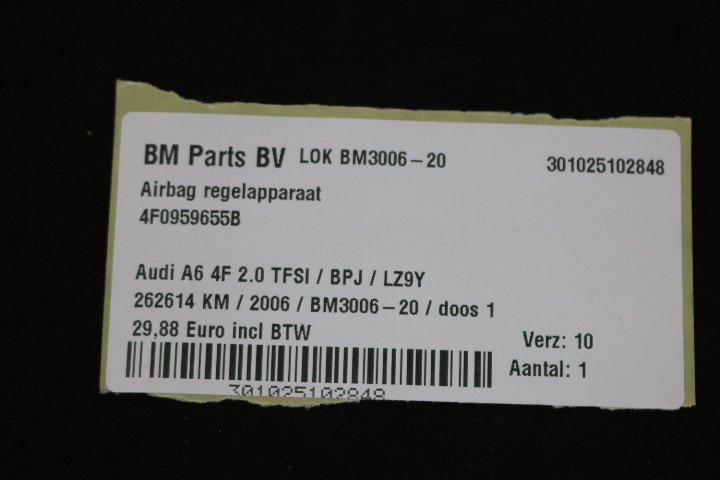 BM Parts BV LOK BM3006-20 301025102848
Airbag regelapparaat
4F0959655B
Audi A6 4F 2.0 TFSI / BPJ / LZ9Y
262614 KM / 2006 / BM3006-20 / doos 1
29,88 Euro incl BTW
Verz: 10
Aantal: 1
301025102848